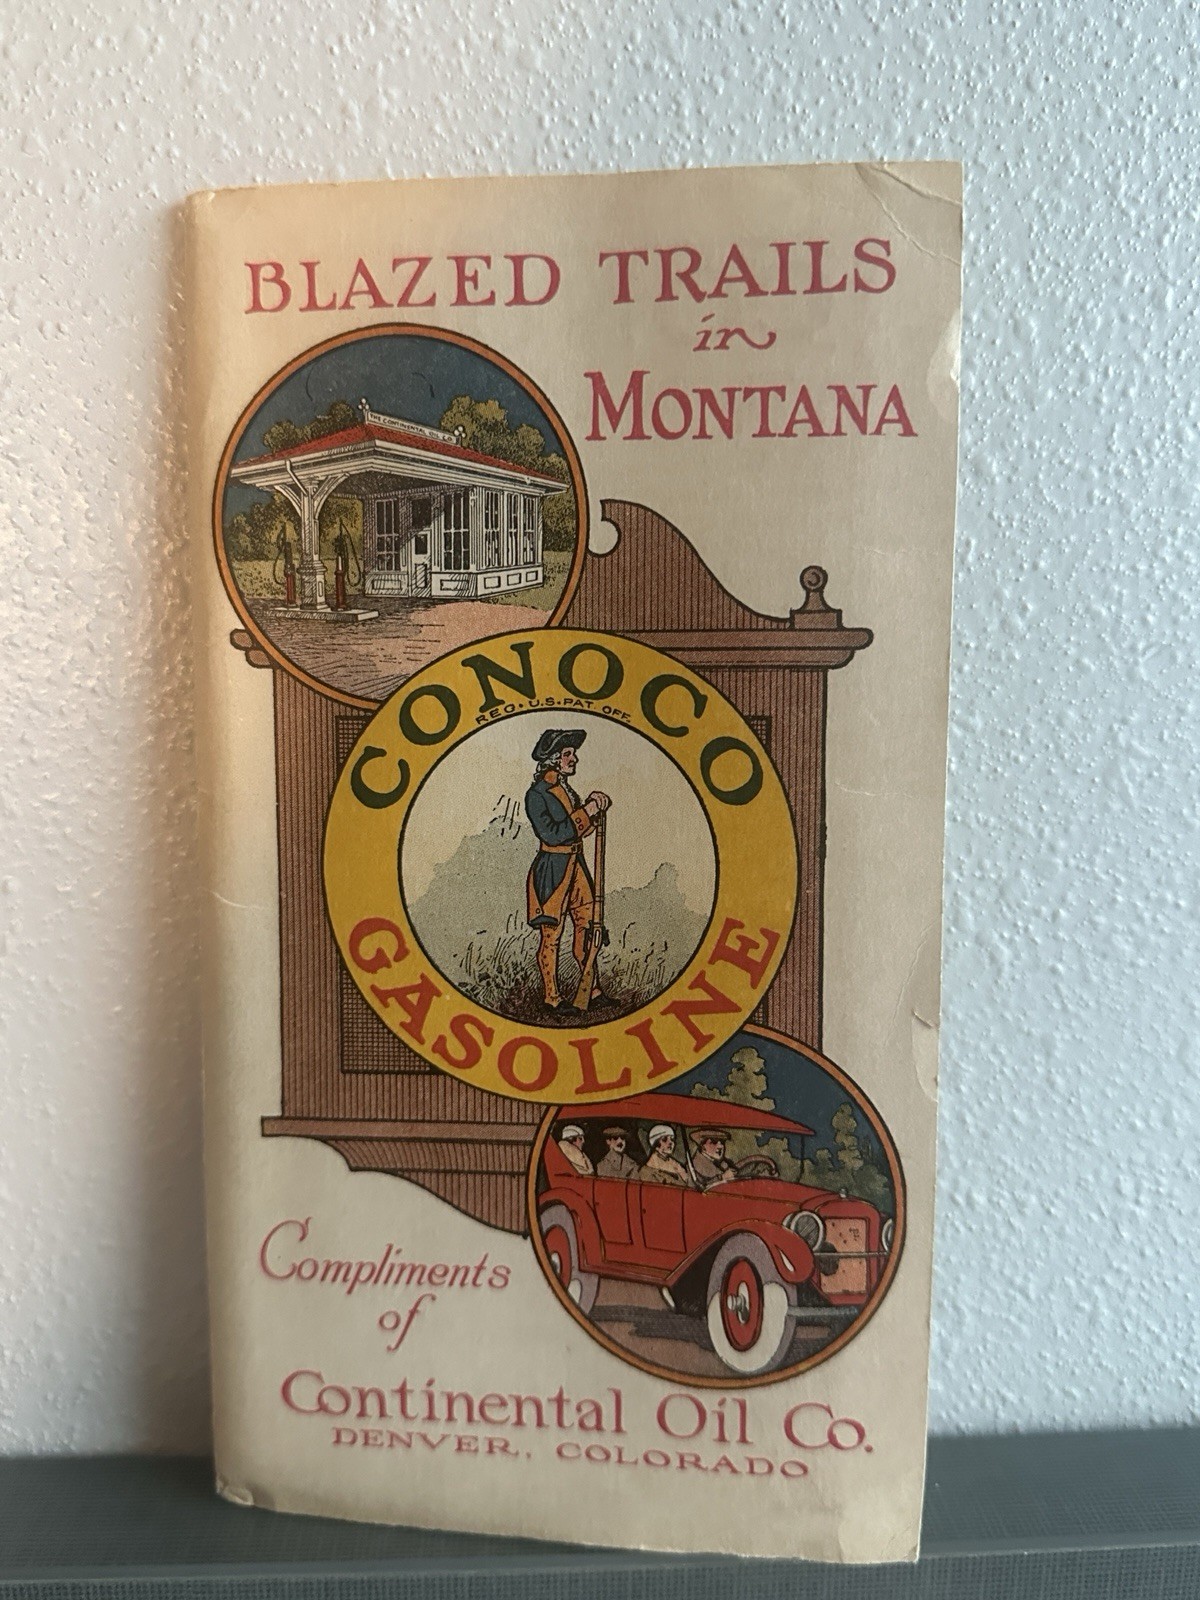 BLAZED TRAILS
in
MONTANA
THE CONTINENTAL OIL CO.
CONOCO
REG. U.S. PAT. OFF.
GASOLINE
Compliments
of
Continental Oil Co.
DENVER, COLORADO